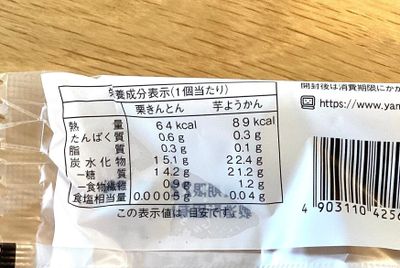 栄養成分表示(1個当たり)
栗きんとん 芋ようかん
熱量 64kcal 89kcal
たんぱく質 0.6g 0.3g
脂質 0.3g 0.1g
炭水化物 15.1g 22.4g
－糖質 14.2g 21.2g
－食物繊維 0.9g 1.2g
食塩相当量 0.0005g 0.04g
この表示値は、目安です。
開封後は消費期限にかか
https://www.yam
4 903110 4256